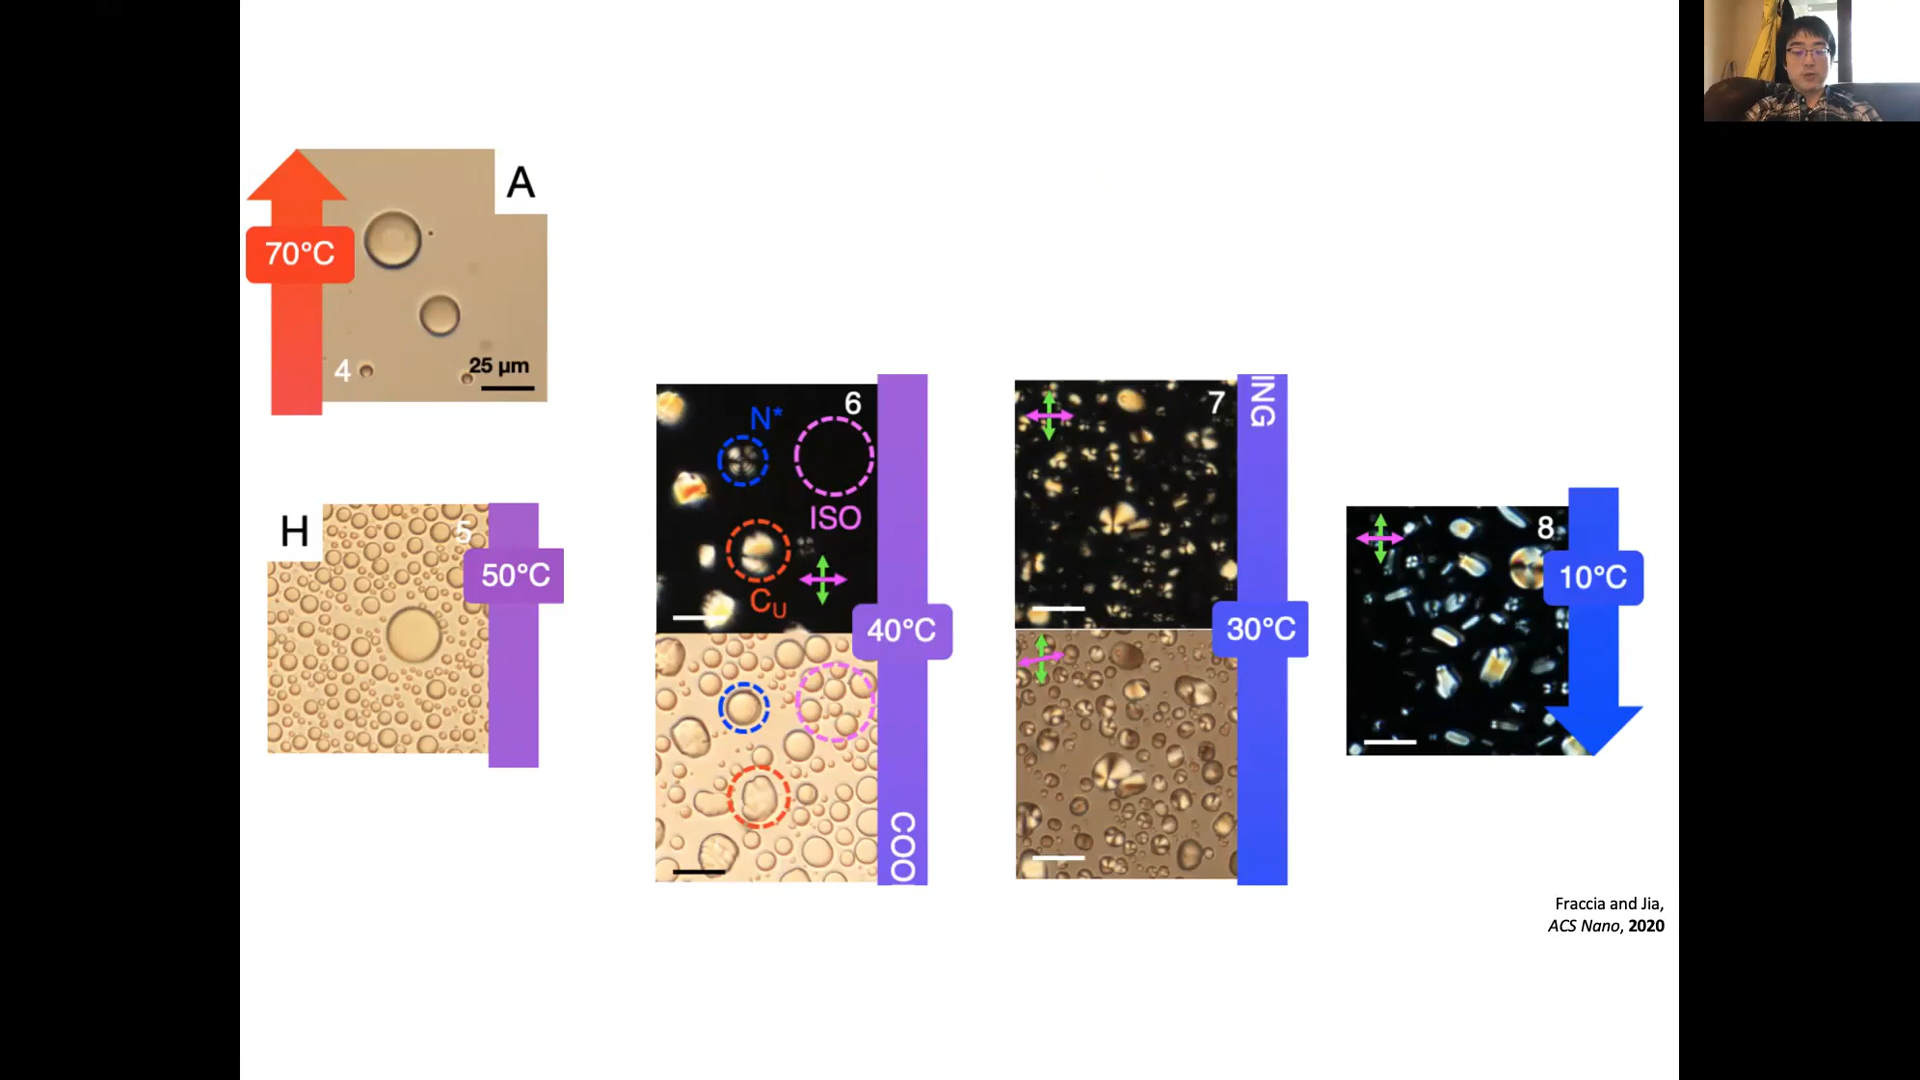 A
70°C
4
25 µm
H
5
50°C
6
N*
ISO
Cᵤ
40°C
COO
7
ING
30°C
8
10°C
Fraccia and Jia,
ACS Nano, 2020